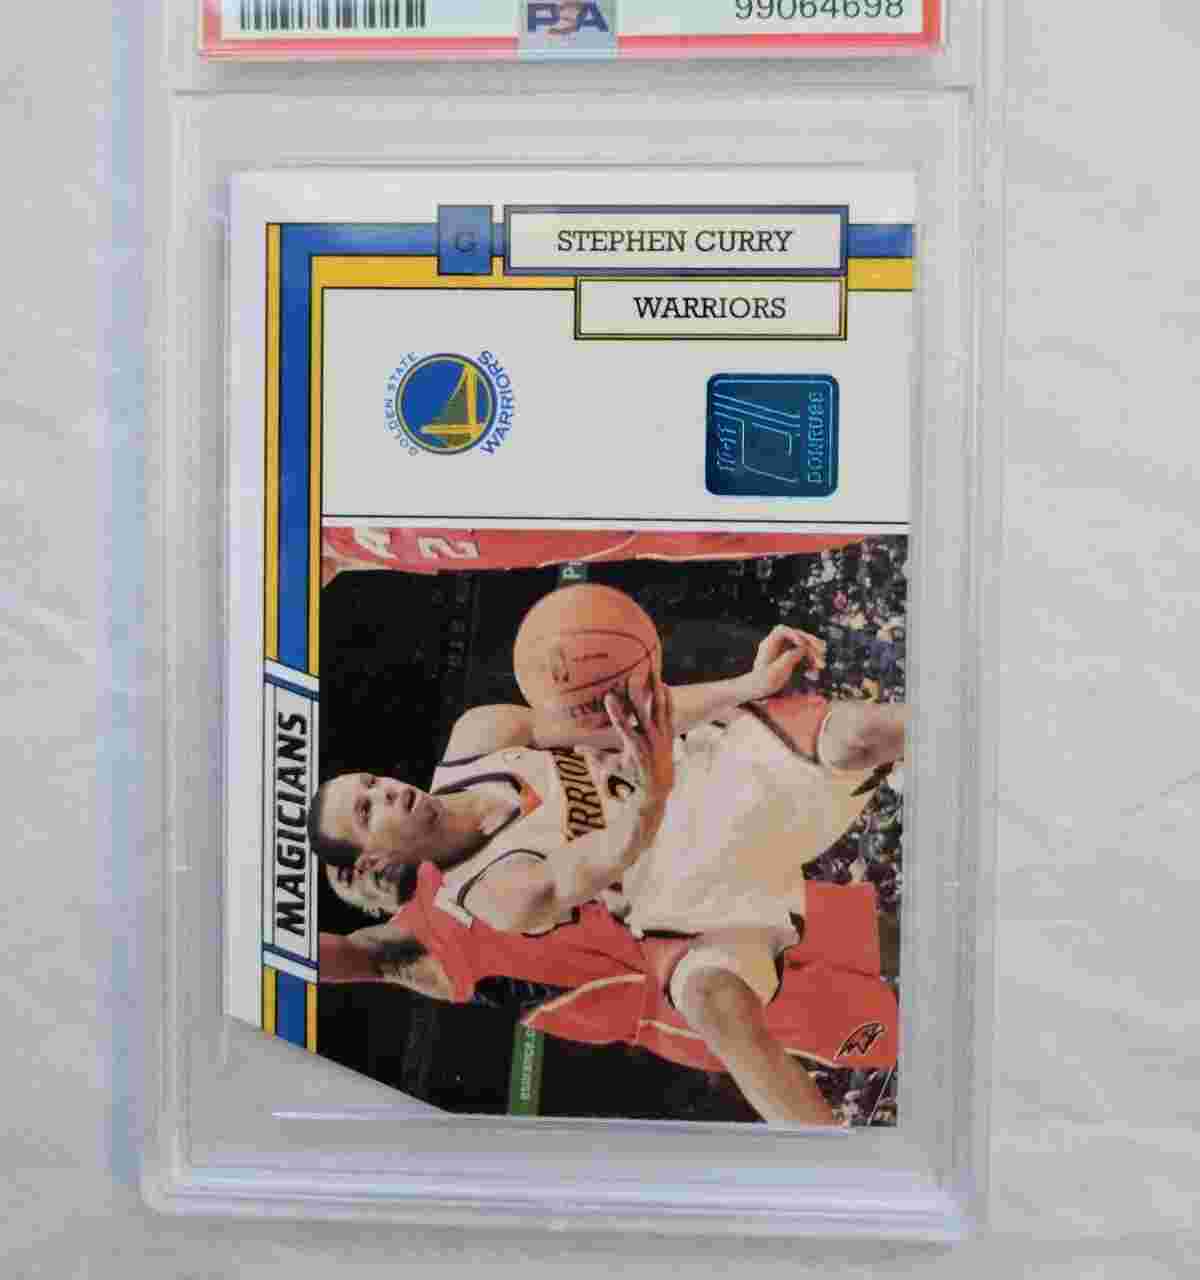 PSA
99064698
G
STEPHEN CURRY
WARRIORS
GOLDEN STATE
WARRIORS
DONRUSS
MAGICIANS